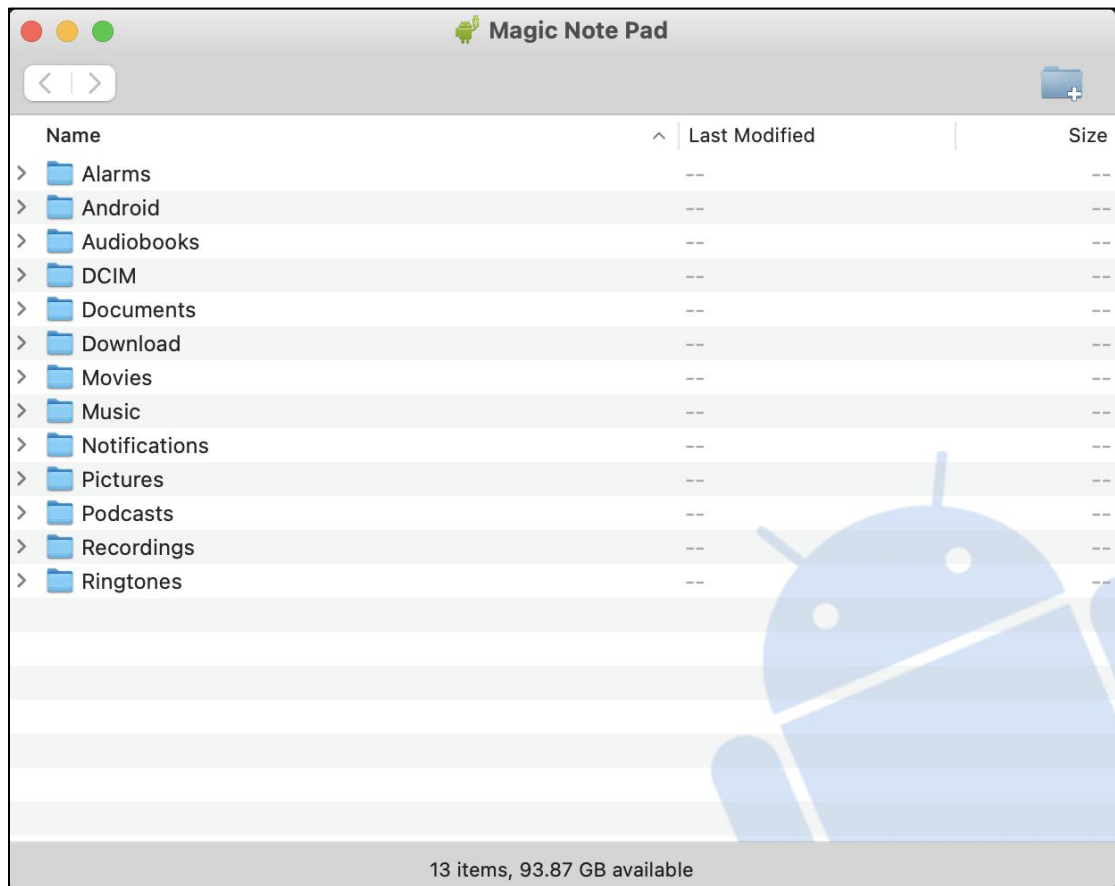 Magic Note Pad
Name Last Modified Size
Alarms -- --
Android -- --
Audiobooks -- --
DCIM -- --
Documents -- --
Download -- --
Movies -- --
Music -- --
Notifications -- --
Pictures -- --
Podcasts -- --
Recordings -- --
Ringtones -- --
13 items, 93.87 GB available